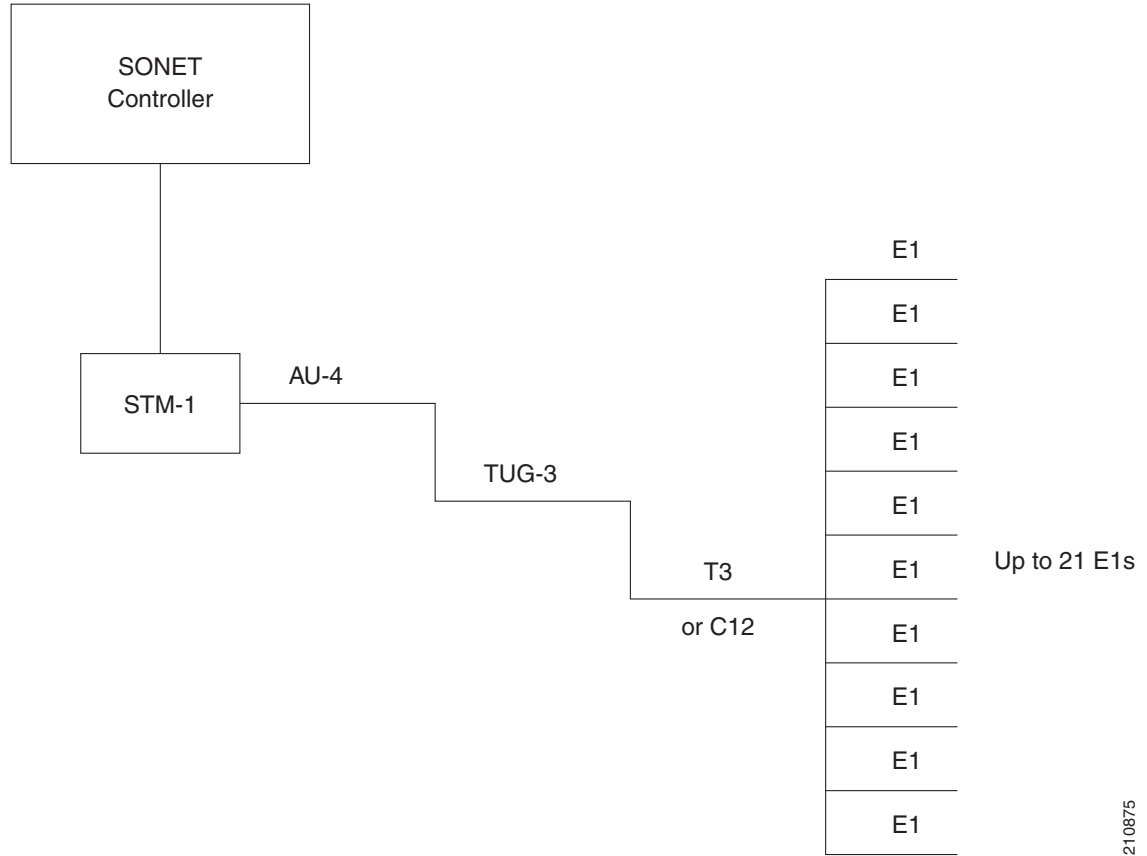 SONET
Controller
STM-1
AU-4
TUG-3
T3
or C12
E1
E1
E1
E1
E1
E1
E1
E1
E1
E1
Up to 21 E1s
210875